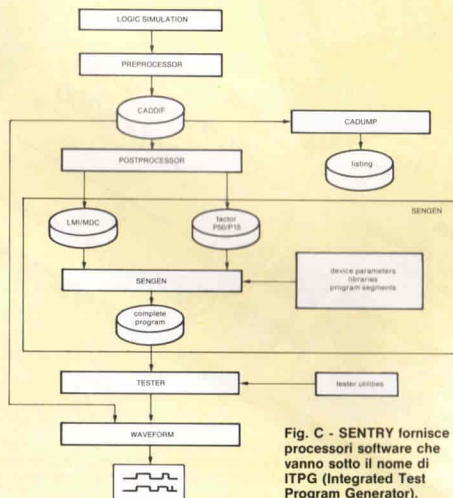 LOGIC SIMULATION
PREPROCESSOR
CADDIF
CADUMP
POSTPROCESSOR
listing
SENGEN
LMI/MDC
factor
P50/P15
SENGEN
device parameters
libraries
program segments
complete
program
TESTER
tester utilities
WAVEFORM
Fig. C - SENTRY fornisce
processori software che
vanno sotto il nome di
ITPG (Integrated Test
Program Generator).